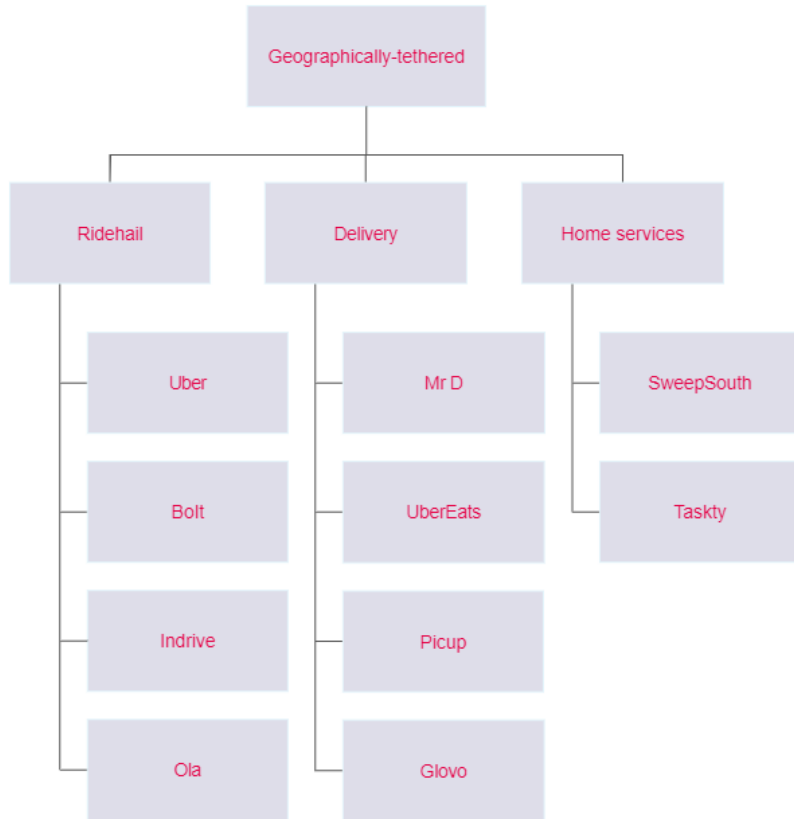 Geographically-tethered
Ridehail
Delivery
Home services
Uber
Mr D
SweepSouth
Bolt
UberEats
Taskty
Indrive
Picup
Ola
Glovo